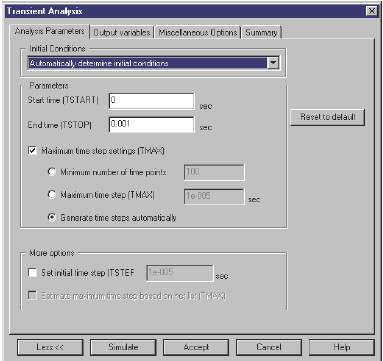 Transient Analysis
Analysis Parameters Output variables Miscellaneous Options Summary
Initial Conditions
Automatically determine initial conditions
Parameters
Start time (TSTART) 0 sec
End time (TSTOP) 0.001 sec
Reset to default
Maximum time step settings (TMAX)
Minimum number of time points 100
Maximum time step (TMAX) 1e-005 sec
Generate time steps automatically
More options
Set initial time step (TSTEF 1e-005 sec
Estimate maximum time step based on net list (TMAX)
Less << Simulate Accept Cancel Help